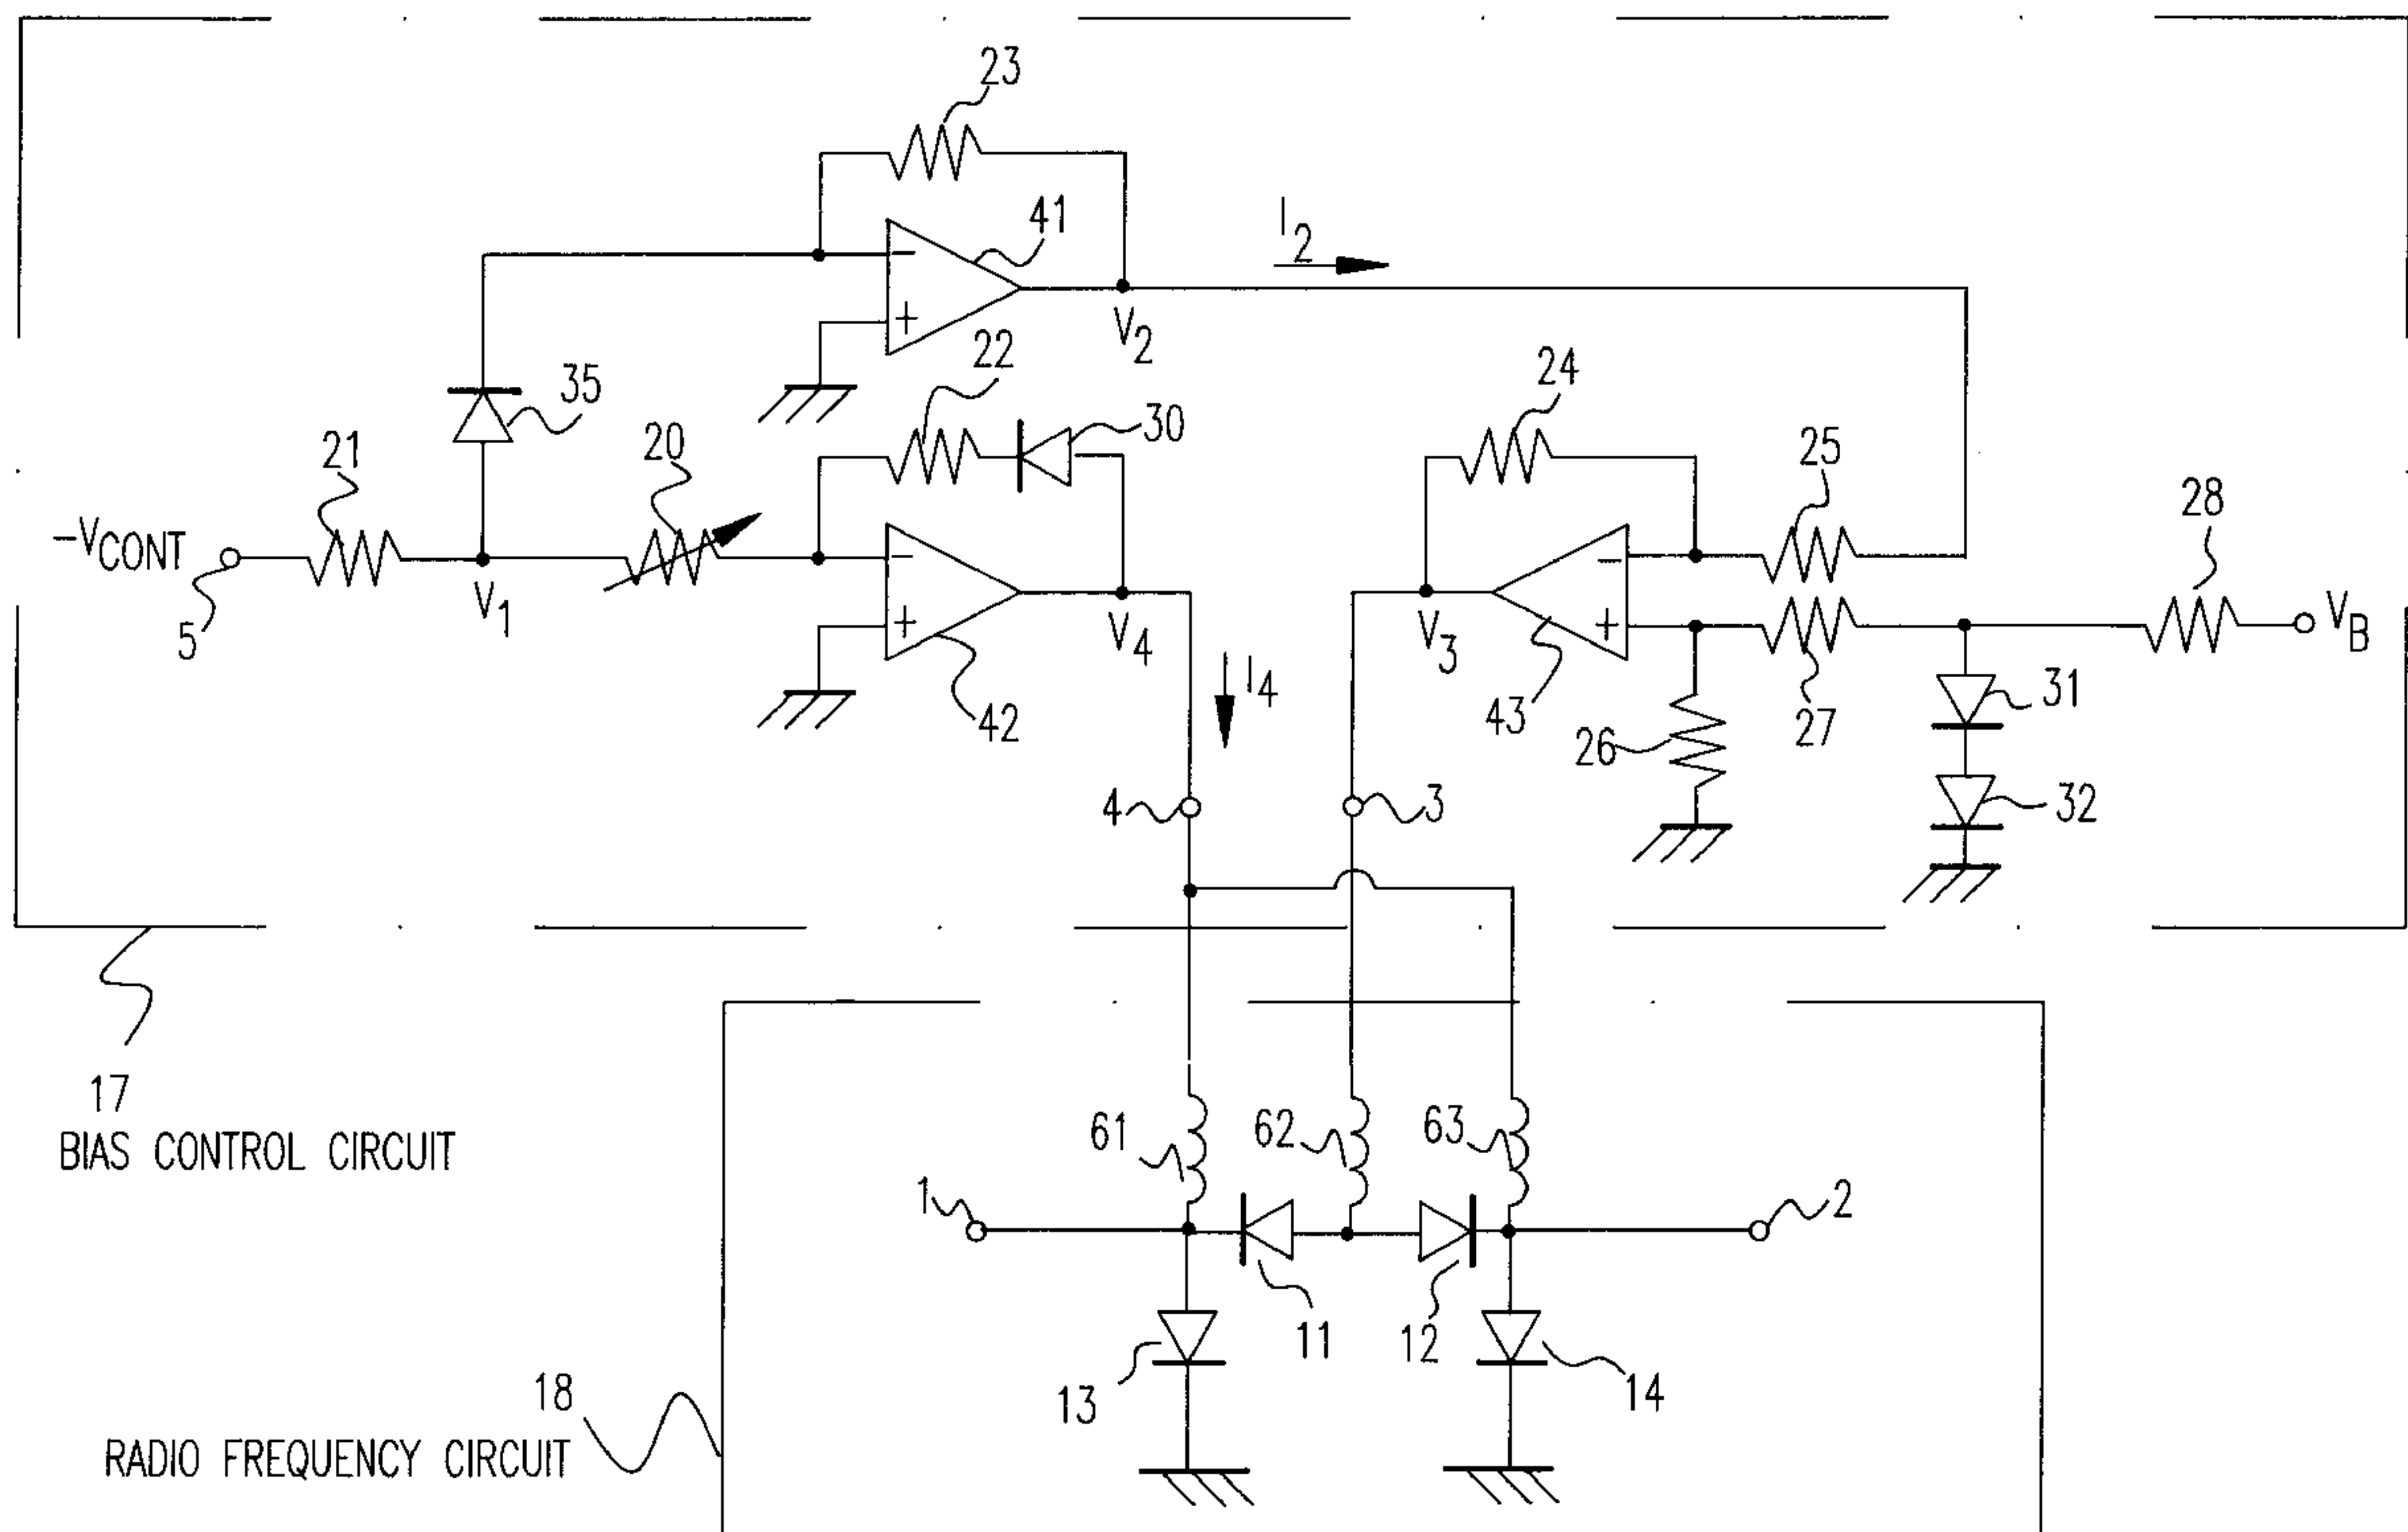 23
41
I2
V2
22
24
35
30
25
21
20
28
-VCONT
5
V1
V4
V3
VB
I4
31
42
43
26
27
32
4
3
17
BIAS CONTROL CIRCUIT
61
62
63
1
2
11
12
13
14
18
RADIO FREQUENCY CIRCUIT
- + - + - +